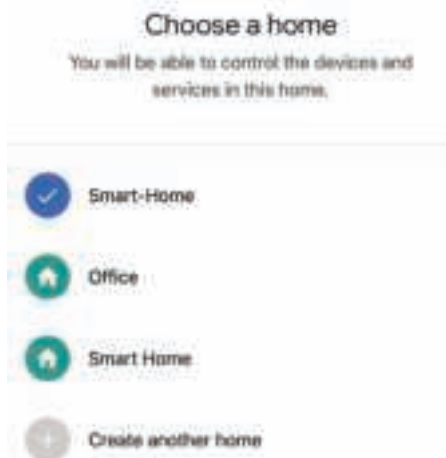 Choose a home
You will be able to control the devices and
services in this home.
Smart-Home
Office
Smart Home
Create another home